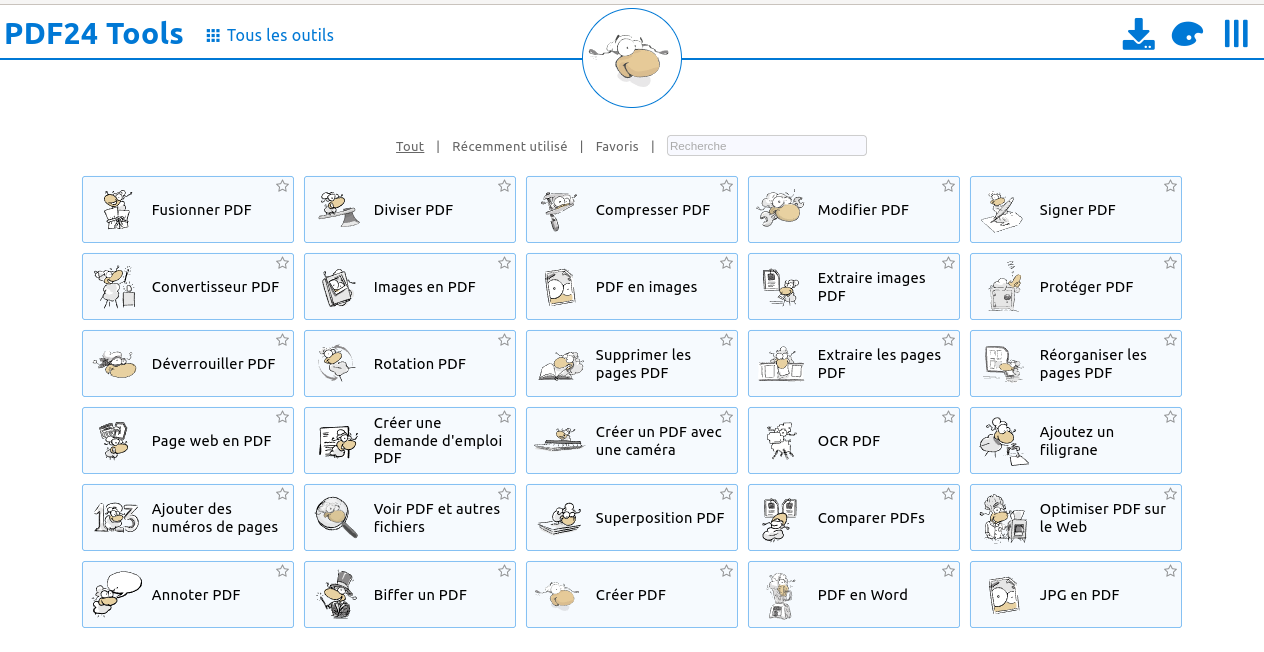 PDF24 Tools
Tous les outils
Tout | Récemment utilisé | Favoris | Recherche
Fusionner PDF
Diviser PDF
Compresser PDF
Modifier PDF
Signer PDF
Convertisseur PDF
Images en PDF
PDF en images
Extraire images
PDF
Protéger PDF
Déverrouiller PDF
Rotation PDF
Supprimer les
pages PDF
Extraire les pages
PDF
Réorganiser les
pages PDF
Page web en PDF
Créer une
demande d'emploi
PDF
Créer un PDF avec
une caméra
OCR PDF
Ajoutez un
filigrane
123
Ajouter des
numéros de pages
Voir PDF et autres
fichiers
Superposition PDF
Comparer PDFs
Optimiser PDF sur
le Web
Annoter PDF
Biffer un PDF
Créer PDF
PDF en Word
JPG en PDF